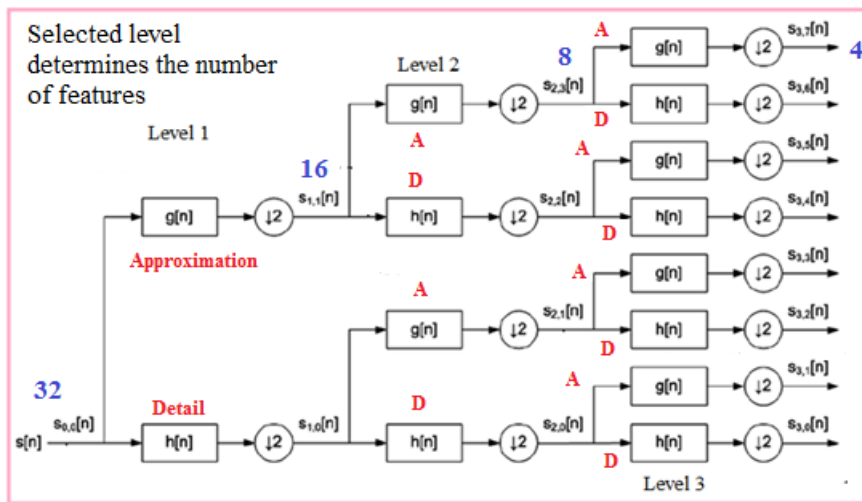 Selected level
determines the number
of features
Level 1
Level 2
Level 3
32
16
8
4
s[n]
s0,c[n]
g[n]
↓2
s1,1[n]
Approximation
Detail
h[n]
↓2
s1,0[n]
g[n]
↓2
s2,3[n]
A
D
h[n]
↓2
s2,2[n]
A
g[n]
↓2
s2,1[n]
D
h[n]
↓2
s2,0[n]
A
g[n]
↓2
s3,7[n]
D
h[n]
↓2
s3,6[n]
A
g[n]
↓2
s3,5[n]
D
h[n]
↓2
s3,4[n]
A
g[n]
↓2
s3,3[n]
D
h[n]
↓2
s3,2[n]
A
g[n]
↓2
s3,1[n]
D
h[n]
↓2
s3,0[n]